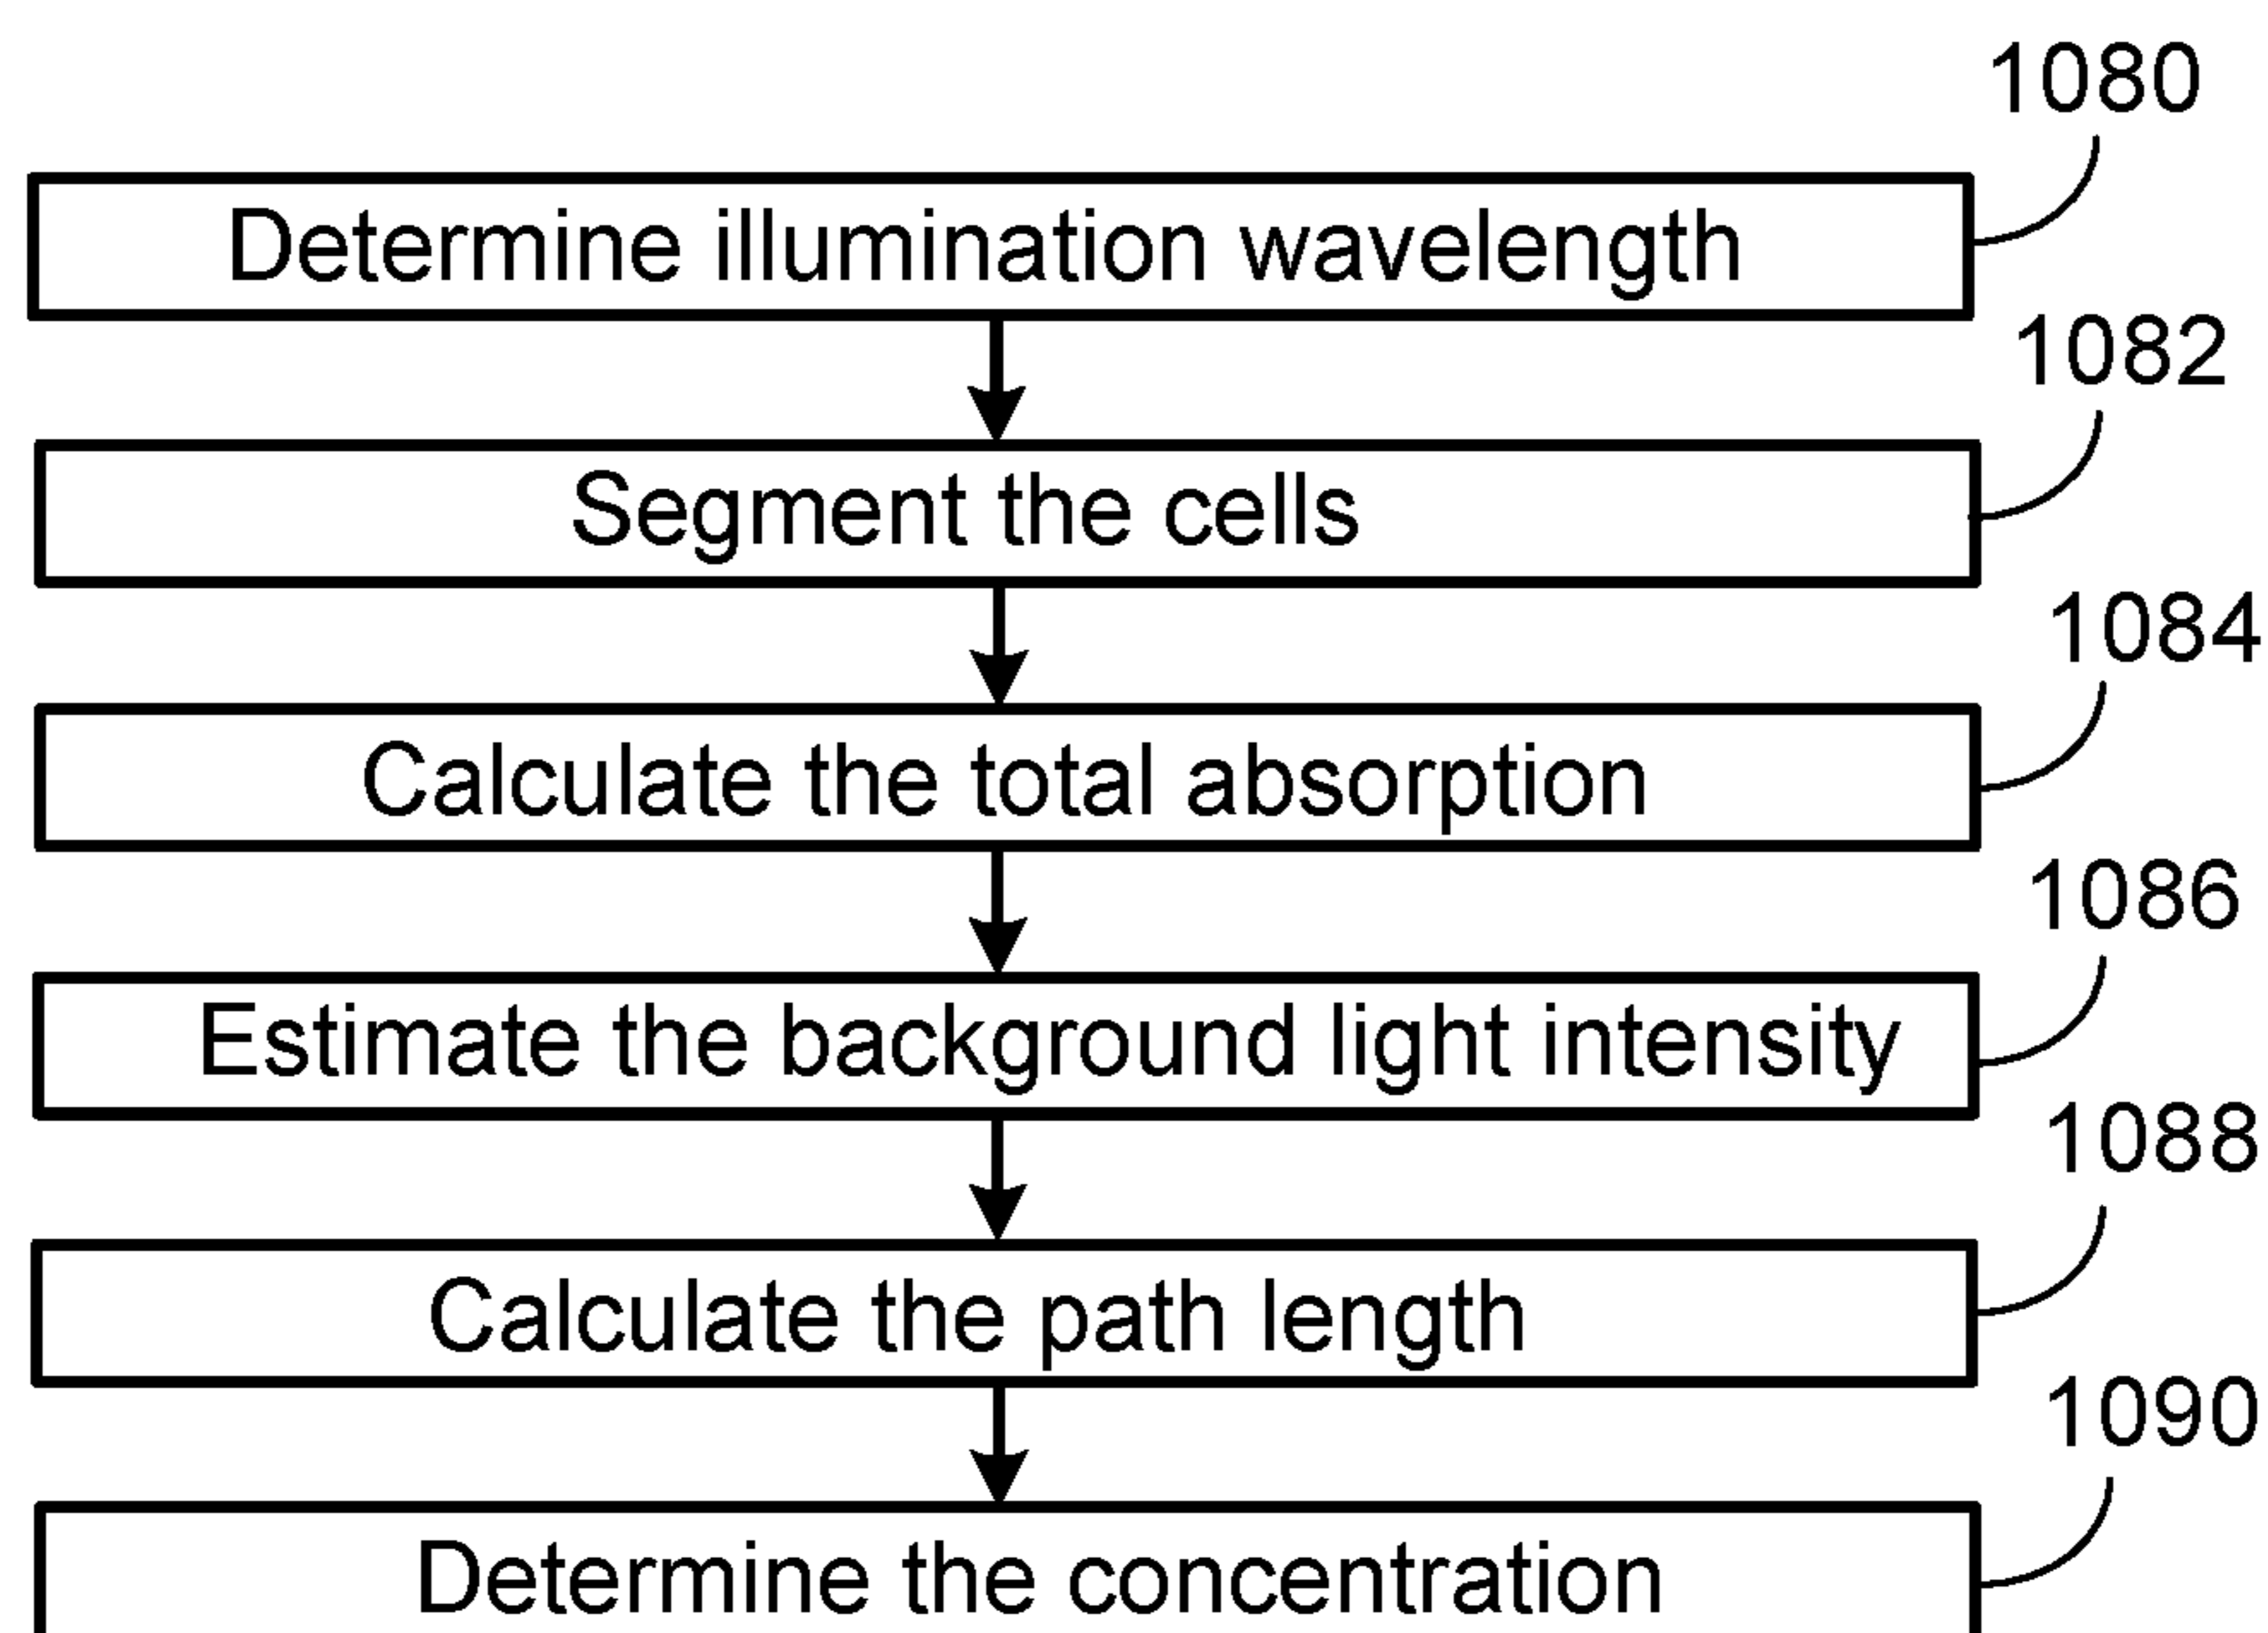 1080
Determine illumination wavelength
1082
Segment the cells
1084
Calculate the total absorption
1086
Estimate the background light intensity
1088
Calculate the path length
1090
Determine the concentration